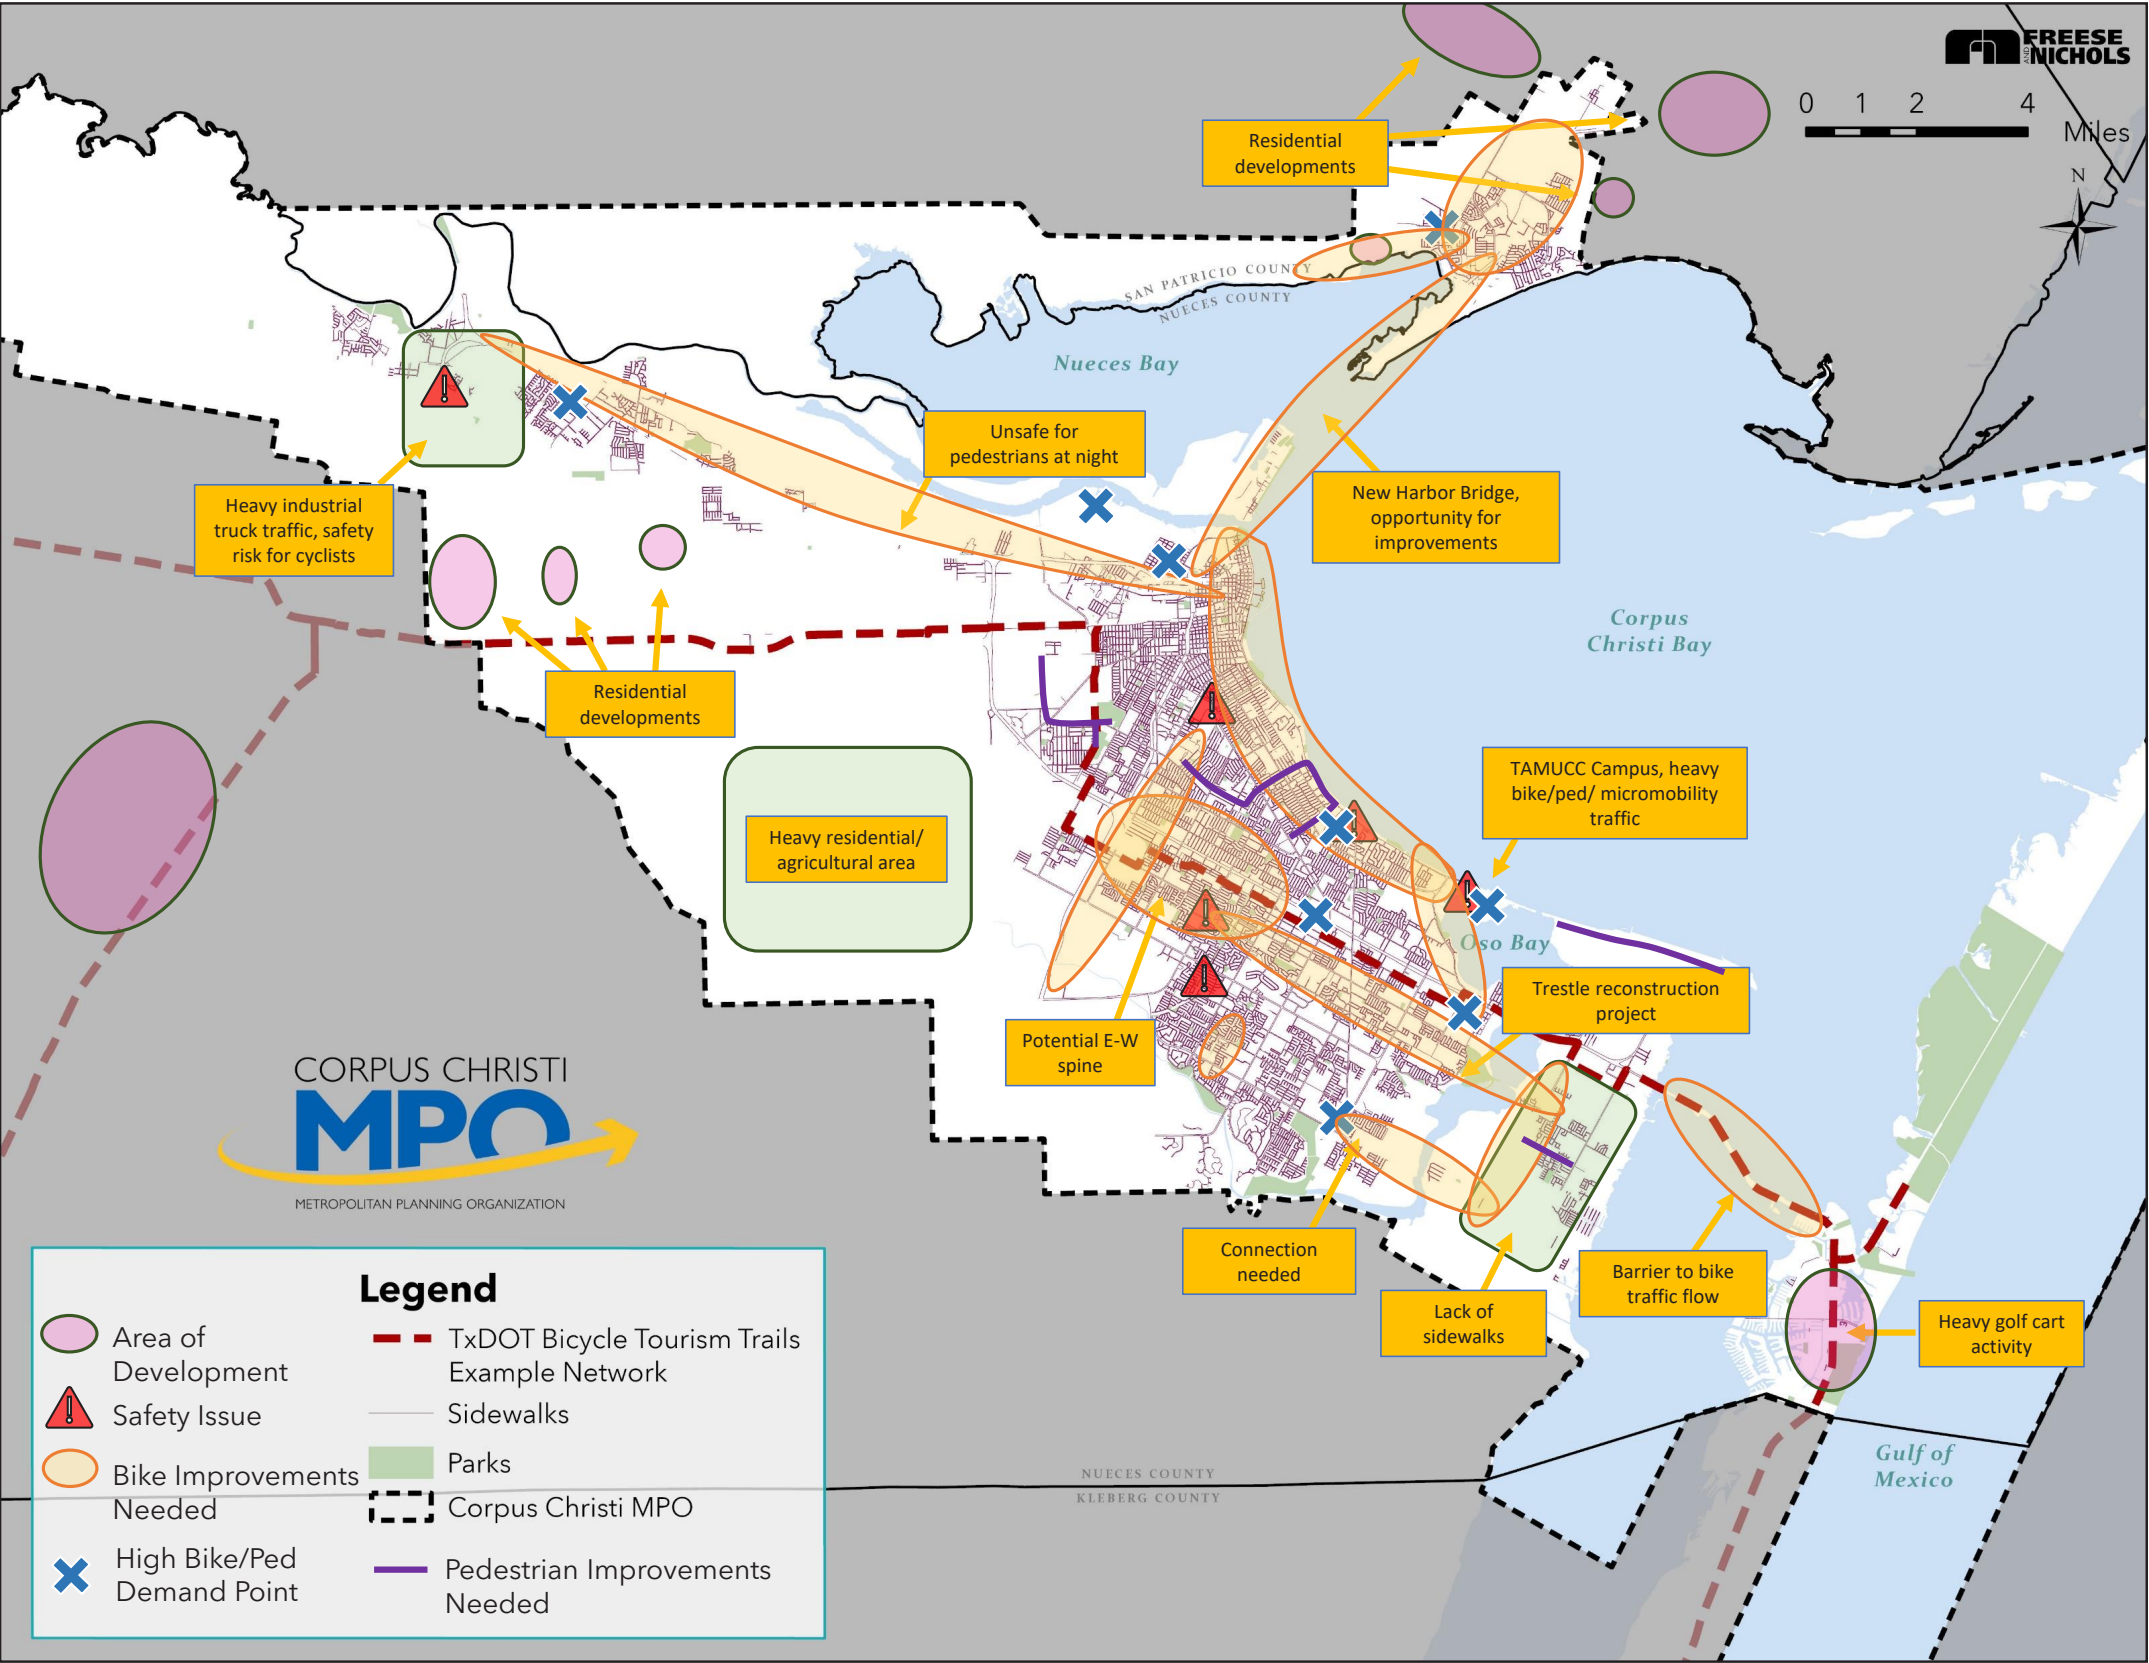 FREESE
AND
NICHOLS
0 1 2 4
Miles
N
Residential
developments
SAN PATRICIO COUNTY
NUECES COUNTY
Nueces Bay
Unsafe for
pedestrians at night
Heavy industrial
truck traffic, safety
risk for cyclists
New Harbor Bridge,
opportunity for
improvements
Corpus
Christi Bay
Residential
developments
TAMUCC Campus, heavy
bike/ped/ micromobility
traffic
Heavy residential/
agricultural area
Oso Bay
Trestle reconstruction
project
Potential E-W
spine
CORPUS CHRISTI
MPO
METROPOLITAN PLANNING ORGANIZATION
Connection
needed
Lack of
sidewalks
Barrier to bike
traffic flow
Heavy golf cart
activity
Gulf of
Mexico
NUECES COUNTY
KLEBERG COUNTY
Legend
Area of
Development
Safety Issue
Bike Improvements
Needed
High Bike/Ped
Demand Point
TxDOT Bicycle Tourism Trails
Example Network
Sidewalks
Parks
Corpus Christi MPO
Pedestrian Improvements
Needed